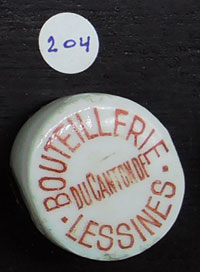 204
BOUTEILLERIE
DU CANTON DE
LESSINES